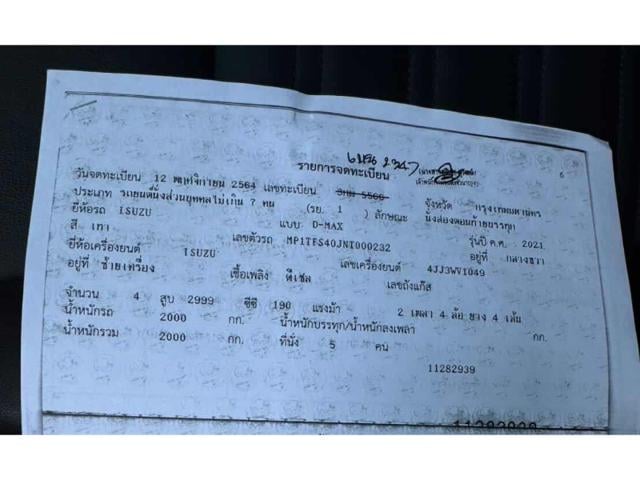 รายการจดทะเบียน
วันจดทะเบียน 12 พฤศจิกายน 2564 เลขทะเบียน 5566 จังหวัด กรุงเทพมหานคร
ประเภท รถยนต์นั่งส่วนบุคคลไม่เกิน 7 คน (รย. 1 ) ลักษณะ นั่งสองตอนท้ายบรรทุก
ยี่ห้อรถ ISUZU แบบ D-MAX รุ่นปี ค.ศ. 2021
สี เทา เลขตัวรถ MP1TFS40JNT000232 อยู่ที่ กลางขวา
ยี่ห้อเครื่องยนต์ ISUZU เลขเครื่องยนต์ 4JJ3WV1049
อยู่ที่ ซ้ายเครื่อง เชื้อเพลิง ดีเซล เลขถังแก๊ส
จำนวน 4 สูบ 2999 ซีซี 190 แรงม้า 2 เพลา 4 ล้อ ยาง 4 เส้น
น้ำหนักรถ 2000 กก. น้ำหนักบรรทุก/น้ำหนักลงเพลา กก.
น้ำหนักรวม 2000 กก. ที่นั่ง 5 คน
11282939